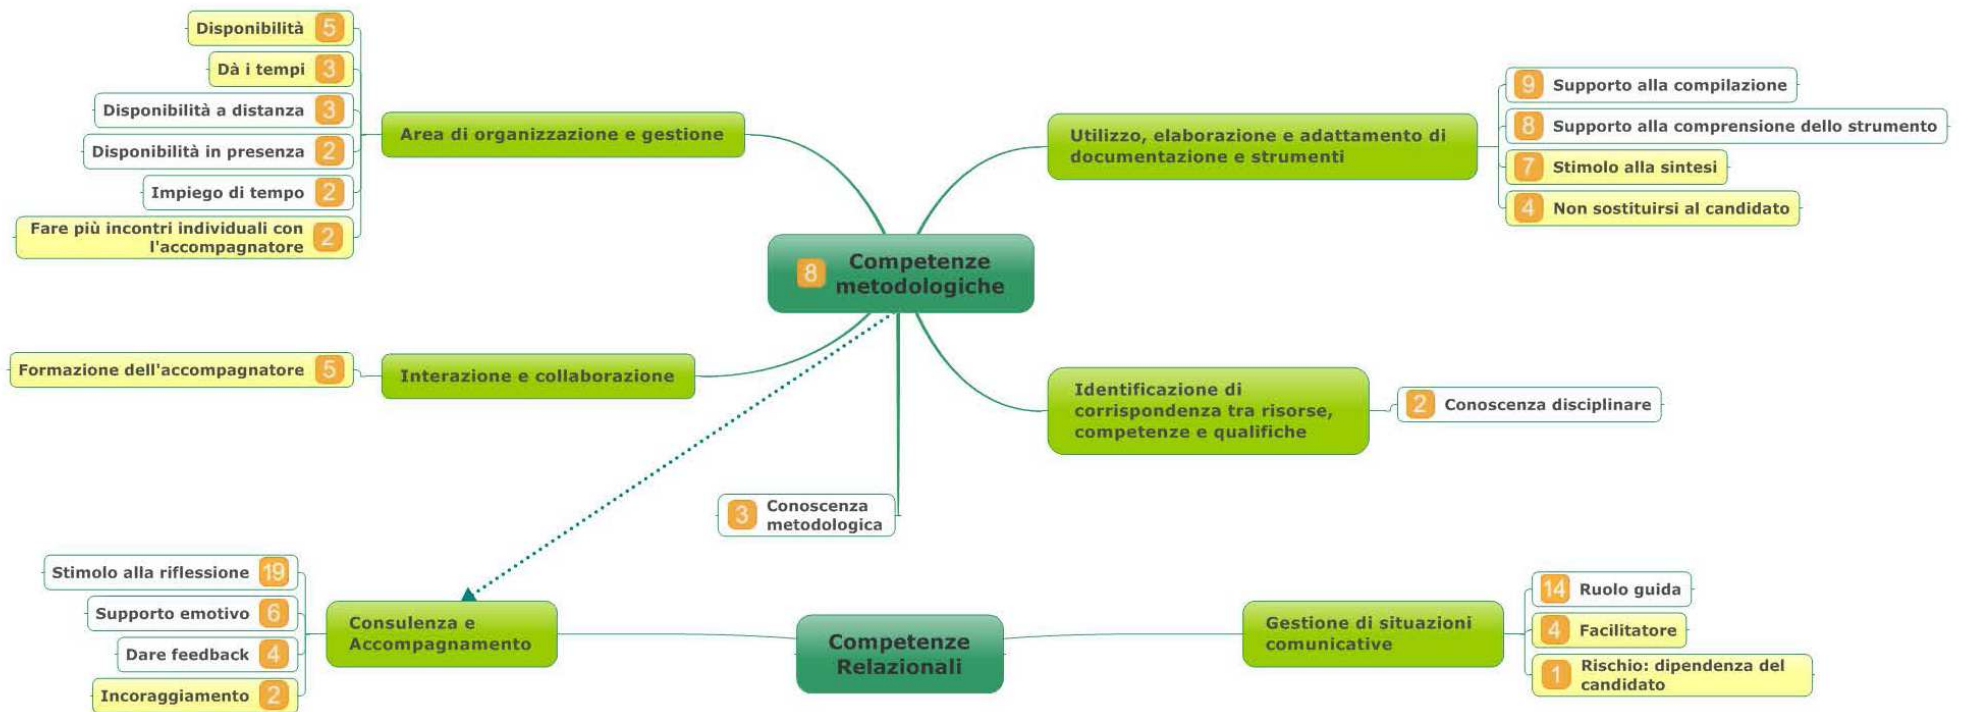 Disponibilità 5
Dà i tempi 3
Disponibilità a distanza 3
Disponibilità in presenza 2
Impiego di tempo 2
Fare più incontri individuali con
l'accompagnatore 2
Area di organizzazione e gestione
Utilizzo, elaborazione e adattamento di
documentazione e strumenti
9 Supporto alla compilazione
8 Supporto alla comprensione dello strumento
7 Stimolo alla sintesi
4 Non sostituirsi al candidato
8 Competenze
metodologiche
Formazione dell'accompagnatore 5
Interazione e collaborazione
Identificazione di
corrispondenza tra risorse,
competenze e qualifiche
2 Conoscenza disciplinare
3 Conoscenza
metodologica
Stimolo alla riflessione 19
Supporto emotivo 6
Dare feedback 4
Incoraggiamento 2
Consulenza e
Accompagnamento
Competenze
Relazionali
Gestione di situazioni
comunicative
14 Ruolo guida
4 Facilitatore
1 Rischio: dipendenza del
candidato